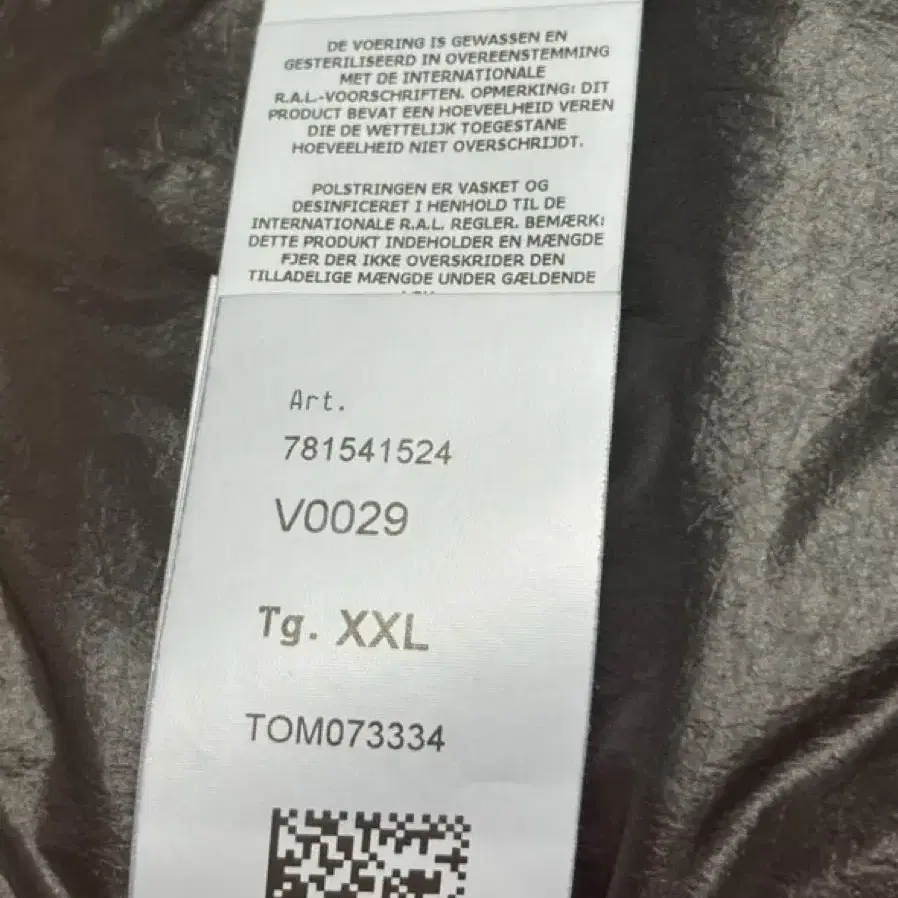 DE VOERING IS GEWASSEN EN
GESTERILISEERD IN OVEREENSTEMMING
MET DE INTERNATIONALE
R.A.L.-VOORSCHRIFTEN. OPMERKING: DIT
PRODUCT BEVAT EEN HOEVEELHEID VEREN
DIE DE WETTELIJK TOEGESTANE
HOEVEELHEID NIET OVERSCHRIJDT.
POLSTRINGEN ER VASKET OG
DESINFICERET I HENHOLD TIL DE
INTERNATIONALE R.A.L. REGLER. BEMÆRK:
DETTE PRODUKT INDEHOLDER EN MÆNGDE
FJER DER IKKE OVERSKRIDER DEN
TILLADELIGE MÆNGDE UNDER GÆLDENDE
Art.
781541524
V0029
Tg. XXL
TOM073334